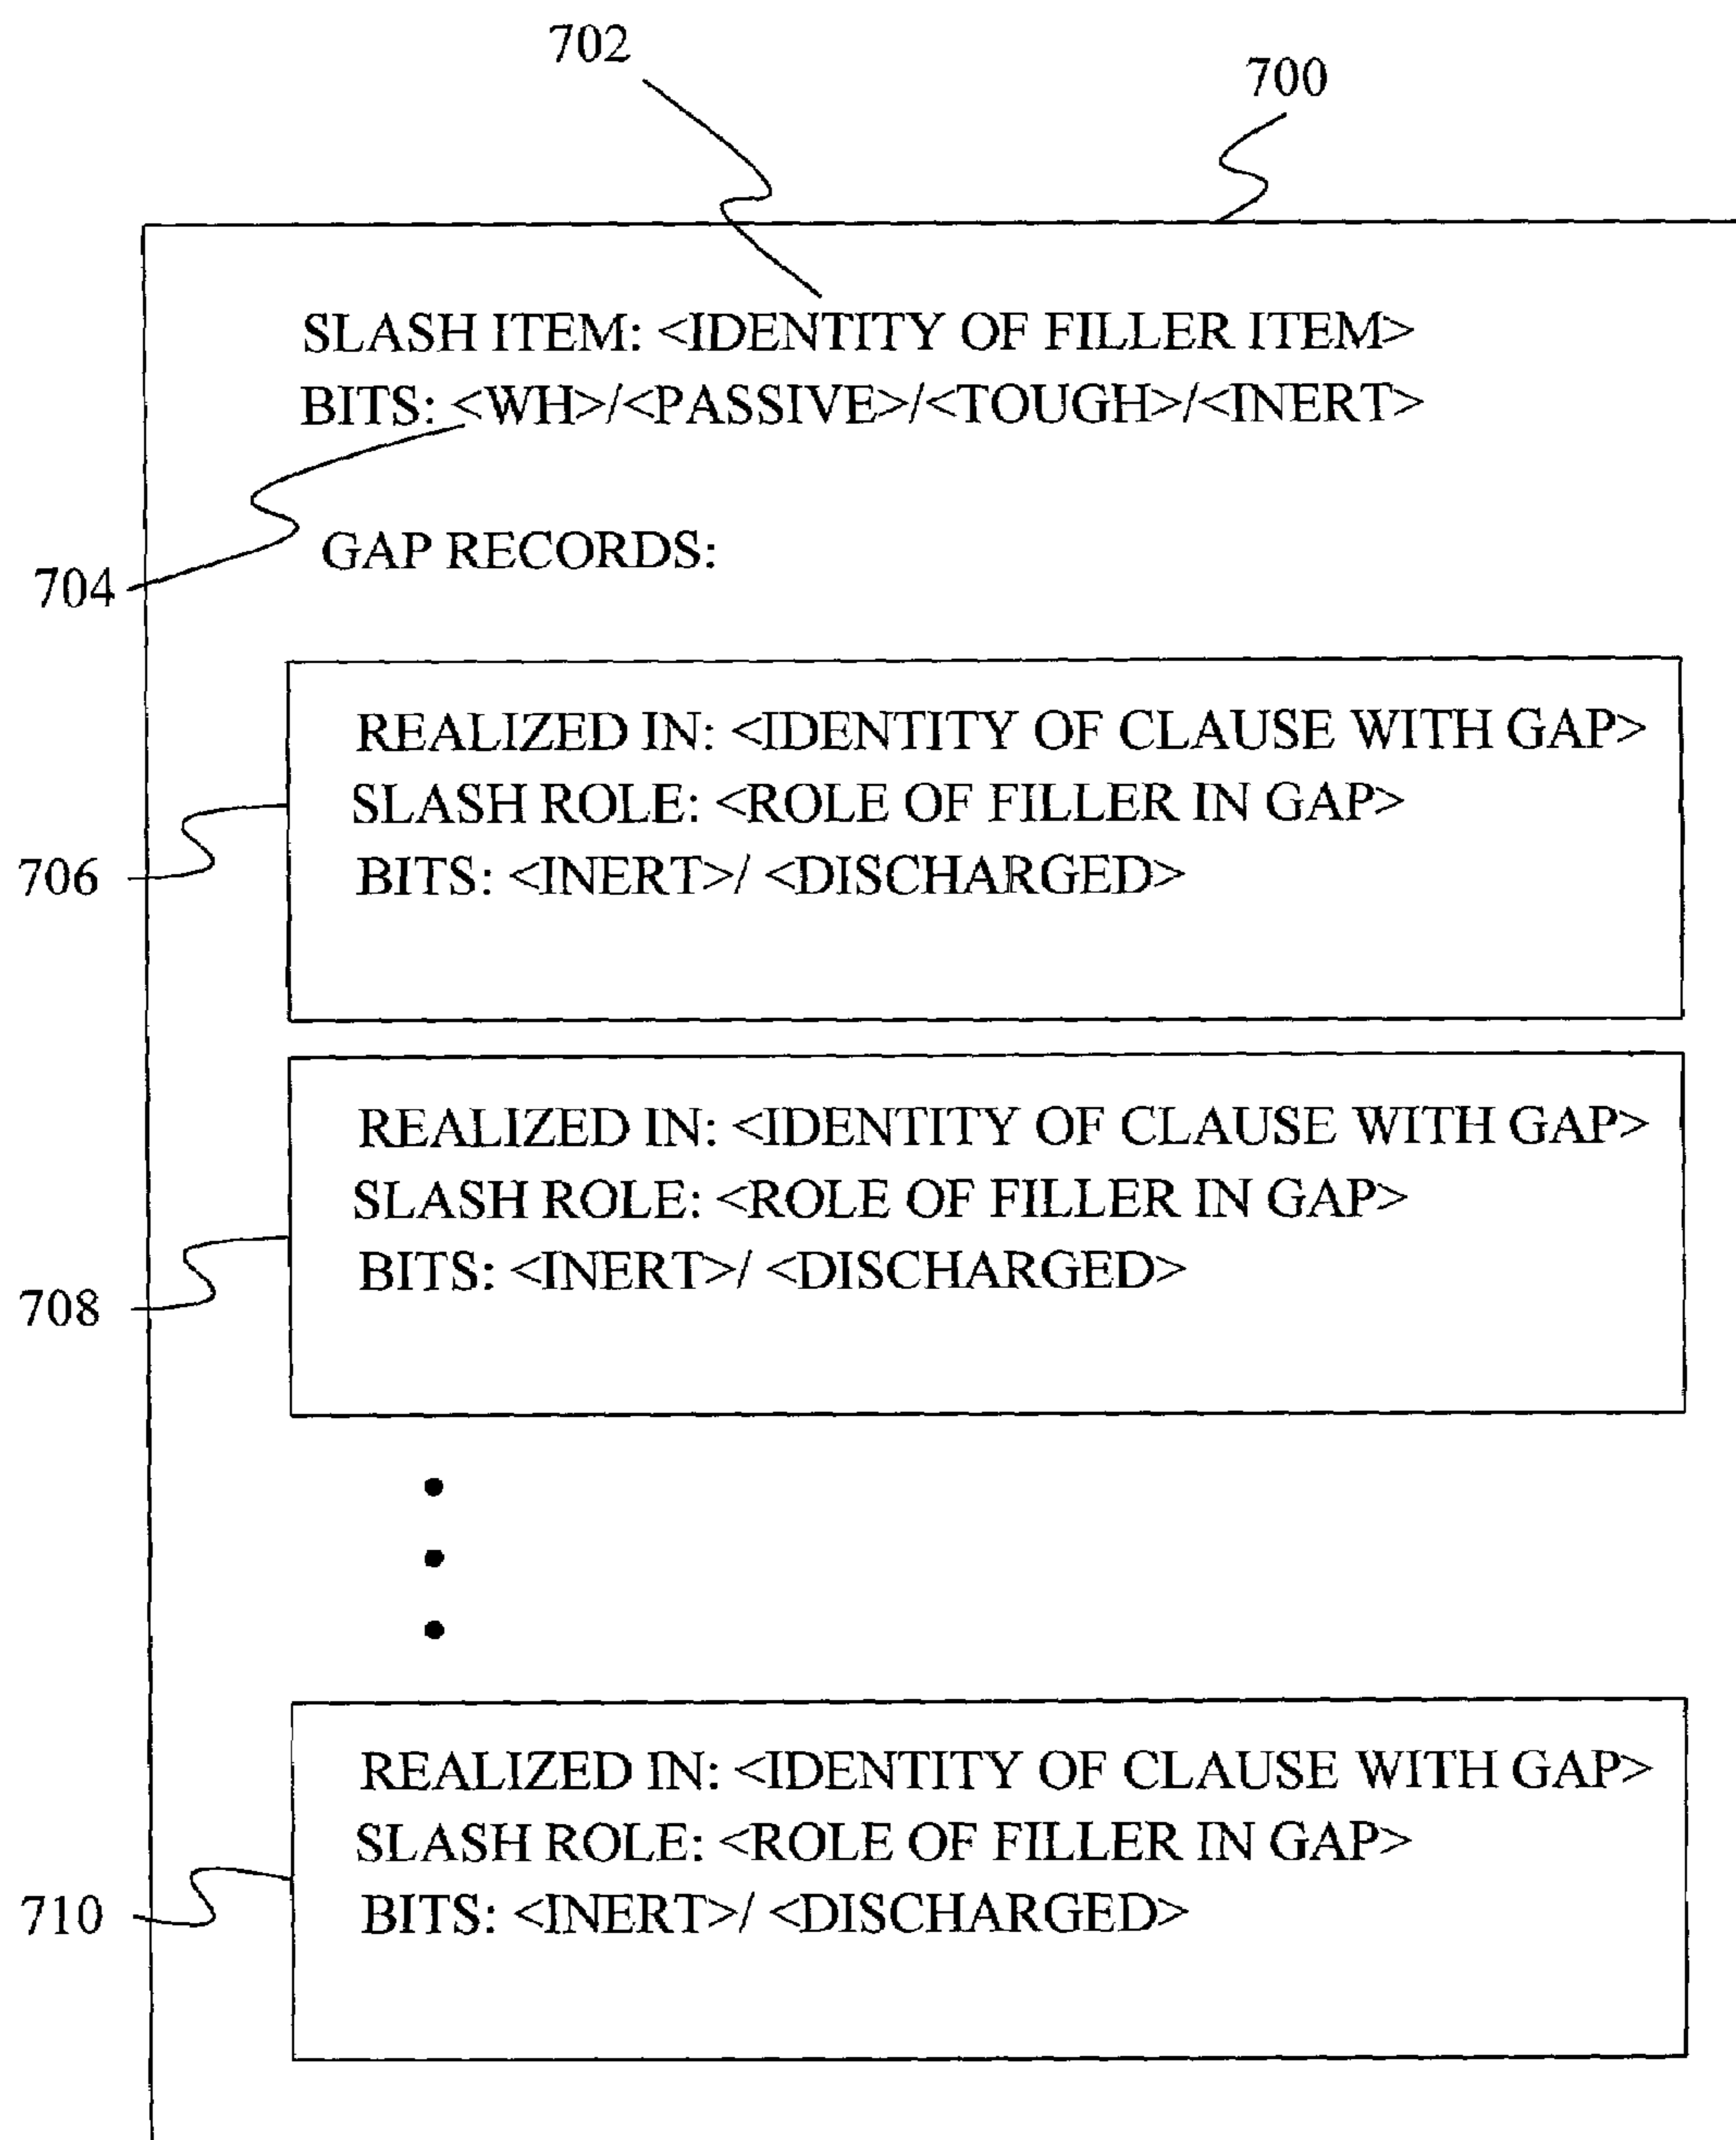 702
700
SLASH ITEM: <IDENTITY OF FILLER ITEM>
BITS: <WH>/<PASSIVE>/<TOUGH>/<INERT>
GAP RECORDS:
704
REALIZED IN: <IDENTITY OF CLAUSE WITH GAP>
SLASH ROLE: <ROLE OF FILLER IN GAP>
BITS: <INERT>/ <DISCHARGED>
706
REALIZED IN: <IDENTITY OF CLAUSE WITH GAP>
SLASH ROLE: <ROLE OF FILLER IN GAP>
BITS: <INERT>/ <DISCHARGED>
708
REALIZED IN: <IDENTITY OF CLAUSE WITH GAP>
SLASH ROLE: <ROLE OF FILLER IN GAP>
BITS: <INERT>/ <DISCHARGED>
710